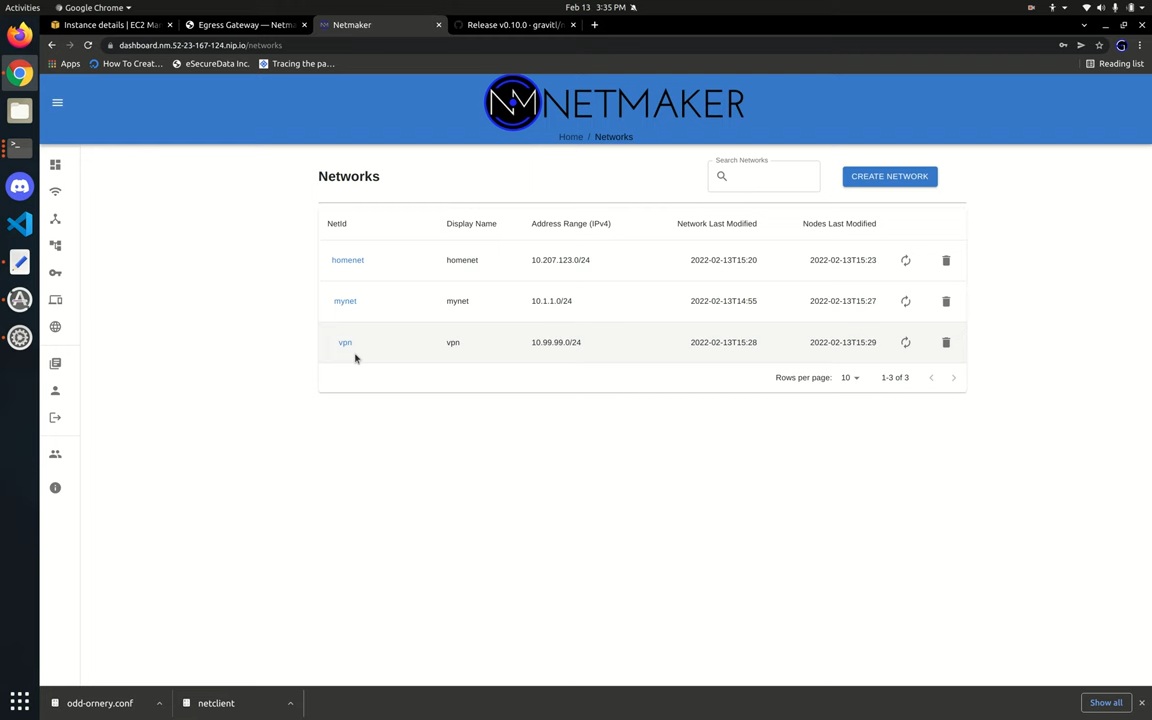 Activities
Google Chrome
Feb 13 3:35 PM
Instance details | EC2 Ma
Egress Gateway — Netma
Netmaker
Release v0.10.0 · gravitl/n
dashboard.nm.52-23-167-124.nip.io/networks
Apps
How To Creat...
eSecureData Inc.
Tracing the pa...
Reading list
NETMAKER
Home / Networks
Networks
Search Networks
CREATE NETWORK
NetId Display Name Address Range (IPv4) Network Last Modified Nodes Last Modified
homenet homenet 10.207.123.0/24 2022-02-13T15:20 2022-02-13T15:23
mynet mynet 10.1.1.0/24 2022-02-13T14:55 2022-02-13T15:27
vpn vpn 10.99.99.0/24 2022-02-13T15:28 2022-02-13T15:29
Rows per page: 10 1-3 of 3
odd-ornery.conf
netclient
Show all